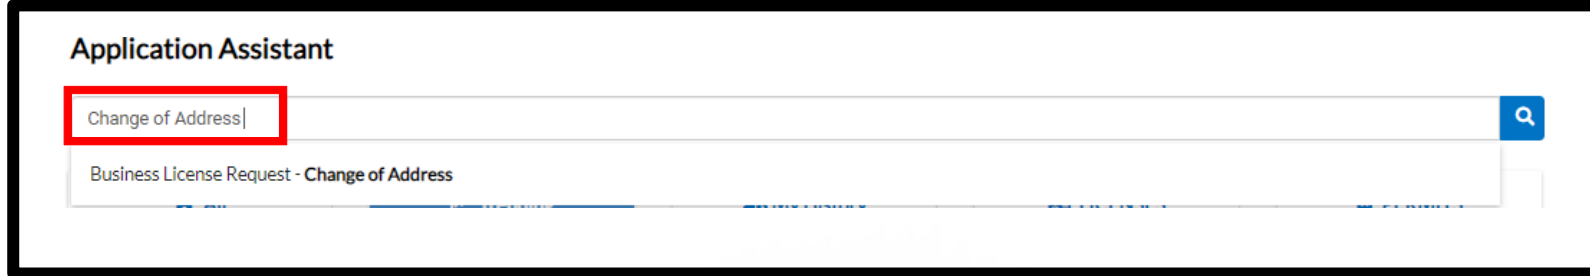 Application Assistant
Change of Address
Business License Request - Change of Address